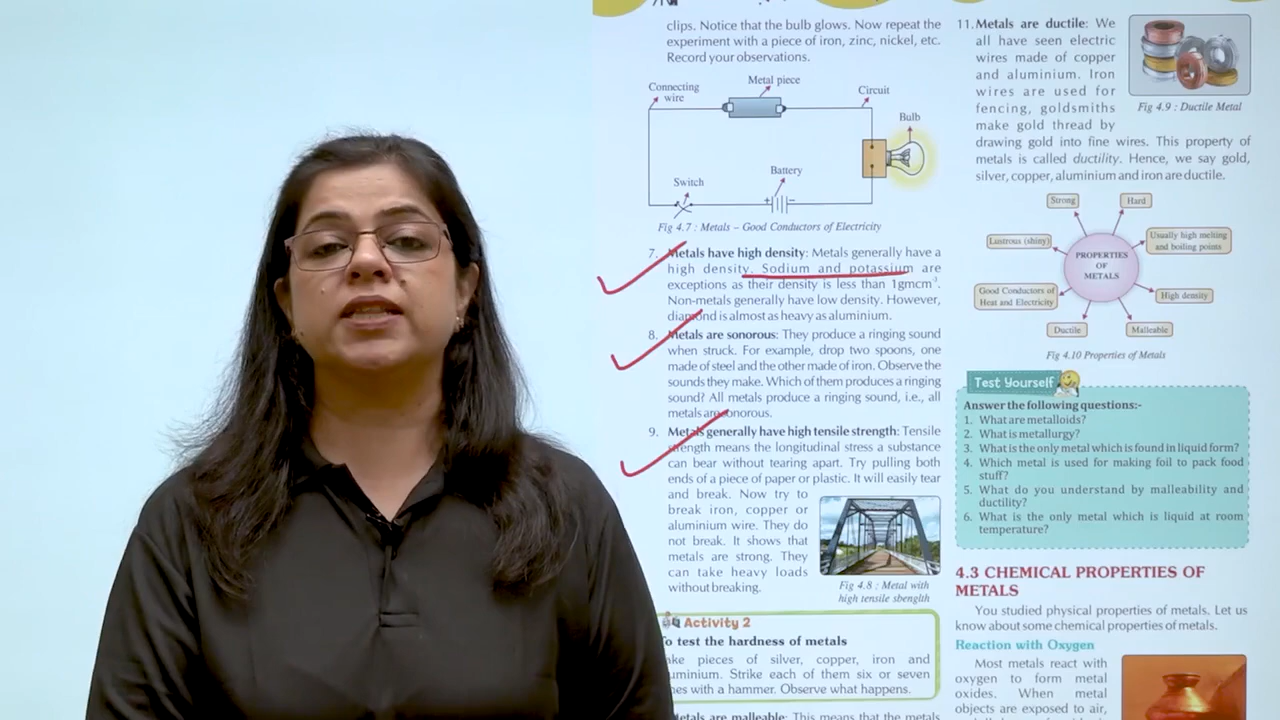 clips. Notice that the bulb glows. Now repeat the
experiment with a piece of iron, zinc, nickel, etc.
Record your observations.
Connecting
wire
Metal piece
Circuit
Bulb
Switch
Battery
+
−
Fig 4.7 : Metals – Good Conductors of Electricity
7. Metals have high density: Metals generally have a
high density. Sodium and potassium are
exceptions as their density is less than 1gmcm⁻³.
Non-metals generally have low density. However,
diamond is almost as heavy as aluminium.
8. Metals are sonorous: They produce a ringing sound
when struck. For example, drop two spoons, one
made of steel and the other made of iron. Observe the
sounds they make. Which of them produces a ringing
sound? All metals produce a ringing sound, i.e., all
metals are sonorous.
9. Metals generally have high tensile strength: Tensile
strength means the longitudinal stress a substance
can bear without tearing apart. Try pulling both
ends of a piece of paper or plastic. It will easily tear
and break. Now try to
break iron, copper or
aluminium wire. They do
not break. It shows that
metals are strong. They
can take heavy loads
without breaking.
Fig 4.8 : Metal with
high tensile sbenglth
Activity 2
To test the hardness of metals
ake pieces of silver, copper, iron and
uminium. Strike each of them six or seven
es with a hammer. Observe what happens.
etals are malleable: This means that the metals
11. Metals are ductile: We
all have seen electric
wires made of copper
and aluminium. Iron
wires are used for
fencing, goldsmiths
make gold thread by
drawing gold into fine wires. This property of
metals is called ductility. Hence, we say gold,
silver, copper, aluminium and iron are ductile.
Fig 4.9 : Ductile Metal
Strong
Hard
Lustrous (shiny)
Usually high melting
and boiling points
PROPERTIES
OF
METALS
Good Conductors of
Heat and Electricity
High density
Ductile
Malleable
Fig 4.10 Properties of Metals
Test Yourself
Answer the following questions:-
1. What are metalloids?
2. What is metallurgy?
3. What is the only metal which is found in liquid form?
4. Which metal is used for making foil to pack food
stuff?
5. What do you understand by malleability and
ductility?
6. What is the only metal which is liquid at room
temperature?
4.3 CHEMICAL PROPERTIES OF
METALS
You studied physical properties of metals. Let us
know about some chemical properties of metals.
Reaction with Oxygen
Most metals react with
oxygen to form metal
oxides. When metal
objects are exposed to air,